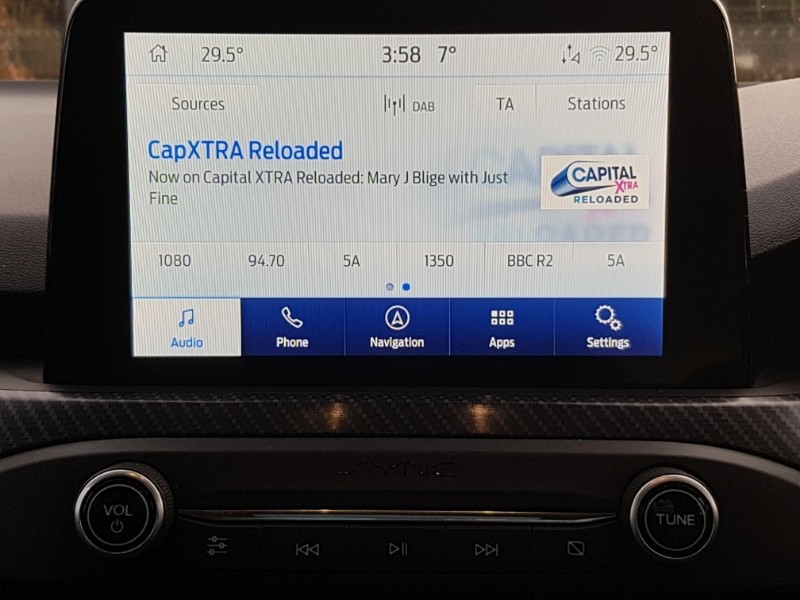 29.5° 3:58 7° 29.5°
Sources DAB TA Stations
CapXTRA Reloaded
Now on Capital XTRA Reloaded: Mary J Blige with Just
Fine
CAPITAL
XTRA
RELOADED
1080 94.70 5A 1350 BBC R2 5A
Audio Phone Navigation Apps Settings
SYNC
VOL
TUNE